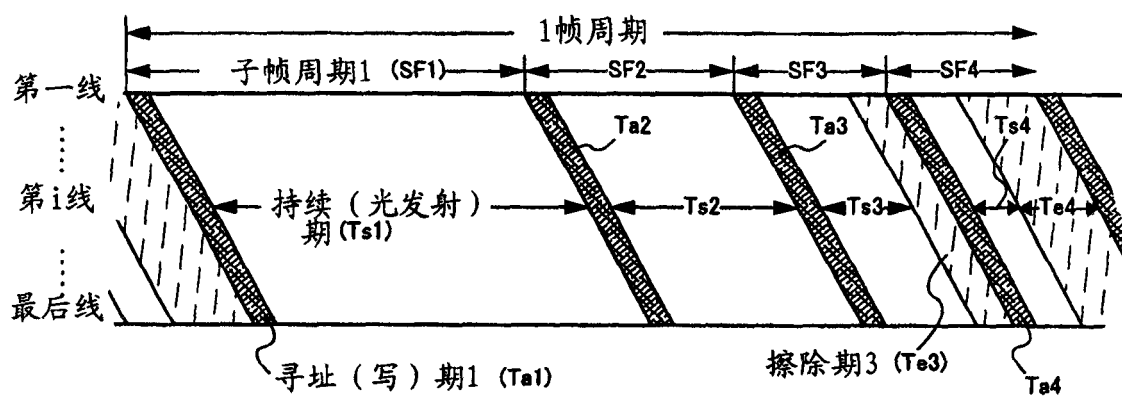 1帧周期
子帧周期1 (SF1)
SF2
SF3
SF4
第一线
Ta2
Ta3
Ts4
第i线
持续（光发射）
期(Ts1)
Ts2
Ts3
Te4
最后线
寻址（写）期1 (Ta1)
擦除期3 (Te3)
Ta4